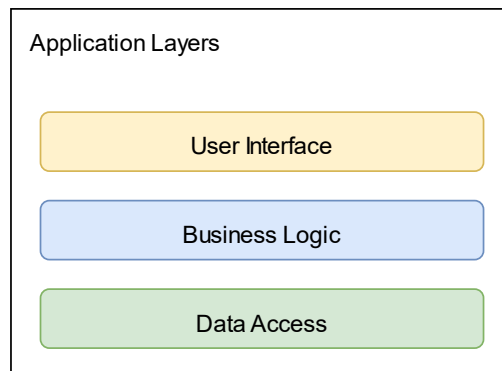 Application Layers
User Interface
Business Logic
Data Access